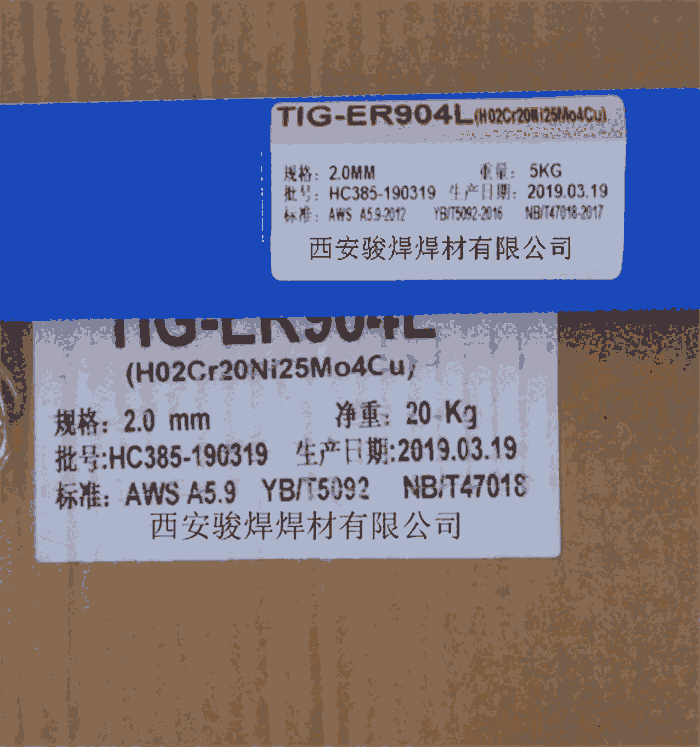 TIG-ER904L(H02Cr20Ni25Mo4Cu)
规格：2.0MM 重量：5KG
批号：HC385-190319 生产日期：2019.03.19
标准：AWS A5.9-2012 YB/T5092-2016 NB/T47018-2017
西安骏焊焊材有限公司
TIG-ER904L
(H02Cr20Ni25Mo4Cu)
规格：2.0 mm 净重：20 Kg
批号:HC385-190319 生产日期:2019.03.19
标准：AWS A5.9 YB/T5092 NB/T47018
西安骏焊焊材有限公司